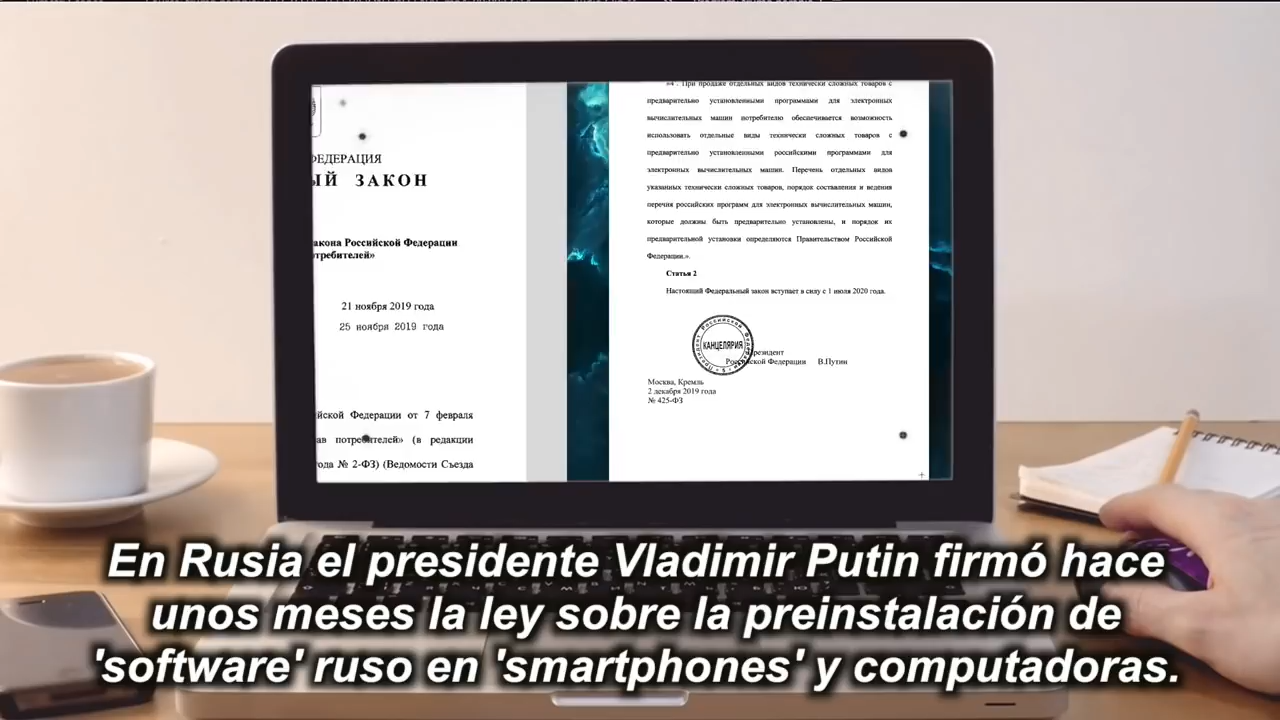 ФЕДЕРАЦИЯ
ЫЙ ЗАКОН
акона Российской Федерации
отребителей»
21 ноября 2019 года
25 ноября 2019 года
йской Федерации от 7 февраля
ав потребителей» (в редакции
года № 2-ФЗ) (Ведомости Съезда
»4¹. При продаже отдельных видов технически сложных товаров с
предварительно установленными программами для электронных
вычислительных машин потребителю обеспечивается возможность
использовать отдельные виды технически сложных товаров с
предварительно установленными российскими программами для
электронных вычислительных машин. Перечень отдельных видов
указанных технически сложных товаров, порядок составления и ведения
перечня российских программ для электронных вычислительных машин,
которые должны быть предварительно установлены, и порядок их
предварительной установки определяются Правительством Российской
Федерации.».
Статья 2
Настоящий Федеральный закон вступает в силу с 1 июля 2020 года.
КАНЦЕЛЯРИЯ
Президент
Российской Федерации В.Путин
Москва, Кремль
2 декабря 2019 года
№ 425-ФЗ
En Rusia el presidente Vladimir Putin firmó hace
unos meses la ley sobre la preinstalación de
'software' ruso en 'smartphones' y computadoras.